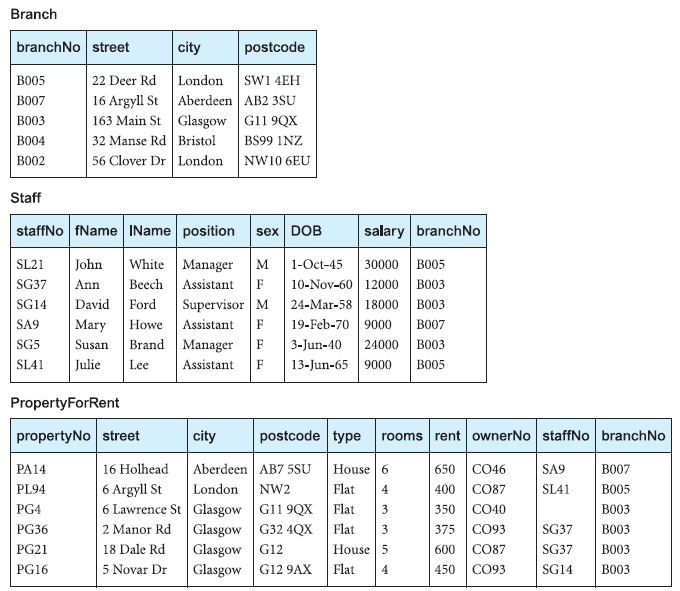 Branch
branchNo street city postcode
B005 22 Deer Rd London SW1 4EH
B007 16 Argyll St Aberdeen AB2 3SU
B003 163 Main St Glasgow G11 9QX
B004 32 Manse Rd Bristol BS99 1NZ
B002 56 Clover Dr London NW10 6EU
Staff
staffNo fName lName position sex DOB salary branchNo
SL21 John White Manager M 1-Oct-45 30000 B005
SG37 Ann Beech Assistant F 10-Nov-60 12000 B003
SG14 David Ford Supervisor M 24-Mar-58 18000 B003
SA9 Mary Howe Assistant F 19-Feb-70 9000 B007
SG5 Susan Brand Manager F 3-Jun-40 24000 B003
SL41 Julie Lee Assistant F 13-Jun-65 9000 B005
PropertyForRent
propertyNo street city postcode type rooms rent ownerNo staffNo branchNo
PA14 16 Holhead Aberdeen AB7 5SU House 6 650 CO46 SA9 B007
PL94 6 Argyll St London NW2 Flat 4 400 CO87 SL41 B005
PG4 6 Lawrence St Glasgow G11 9QX Flat 3 350 CO40 B003
PG36 2 Manor Rd Glasgow G32 4QX Flat 3 375 CO93 SG37 B003
PG21 18 Dale Rd Glasgow G12 House 5 600 CO87 SG37 B003
PG16 5 Novar Dr Glasgow G12 9AX Flat 4 450 CO93 SG14 B003